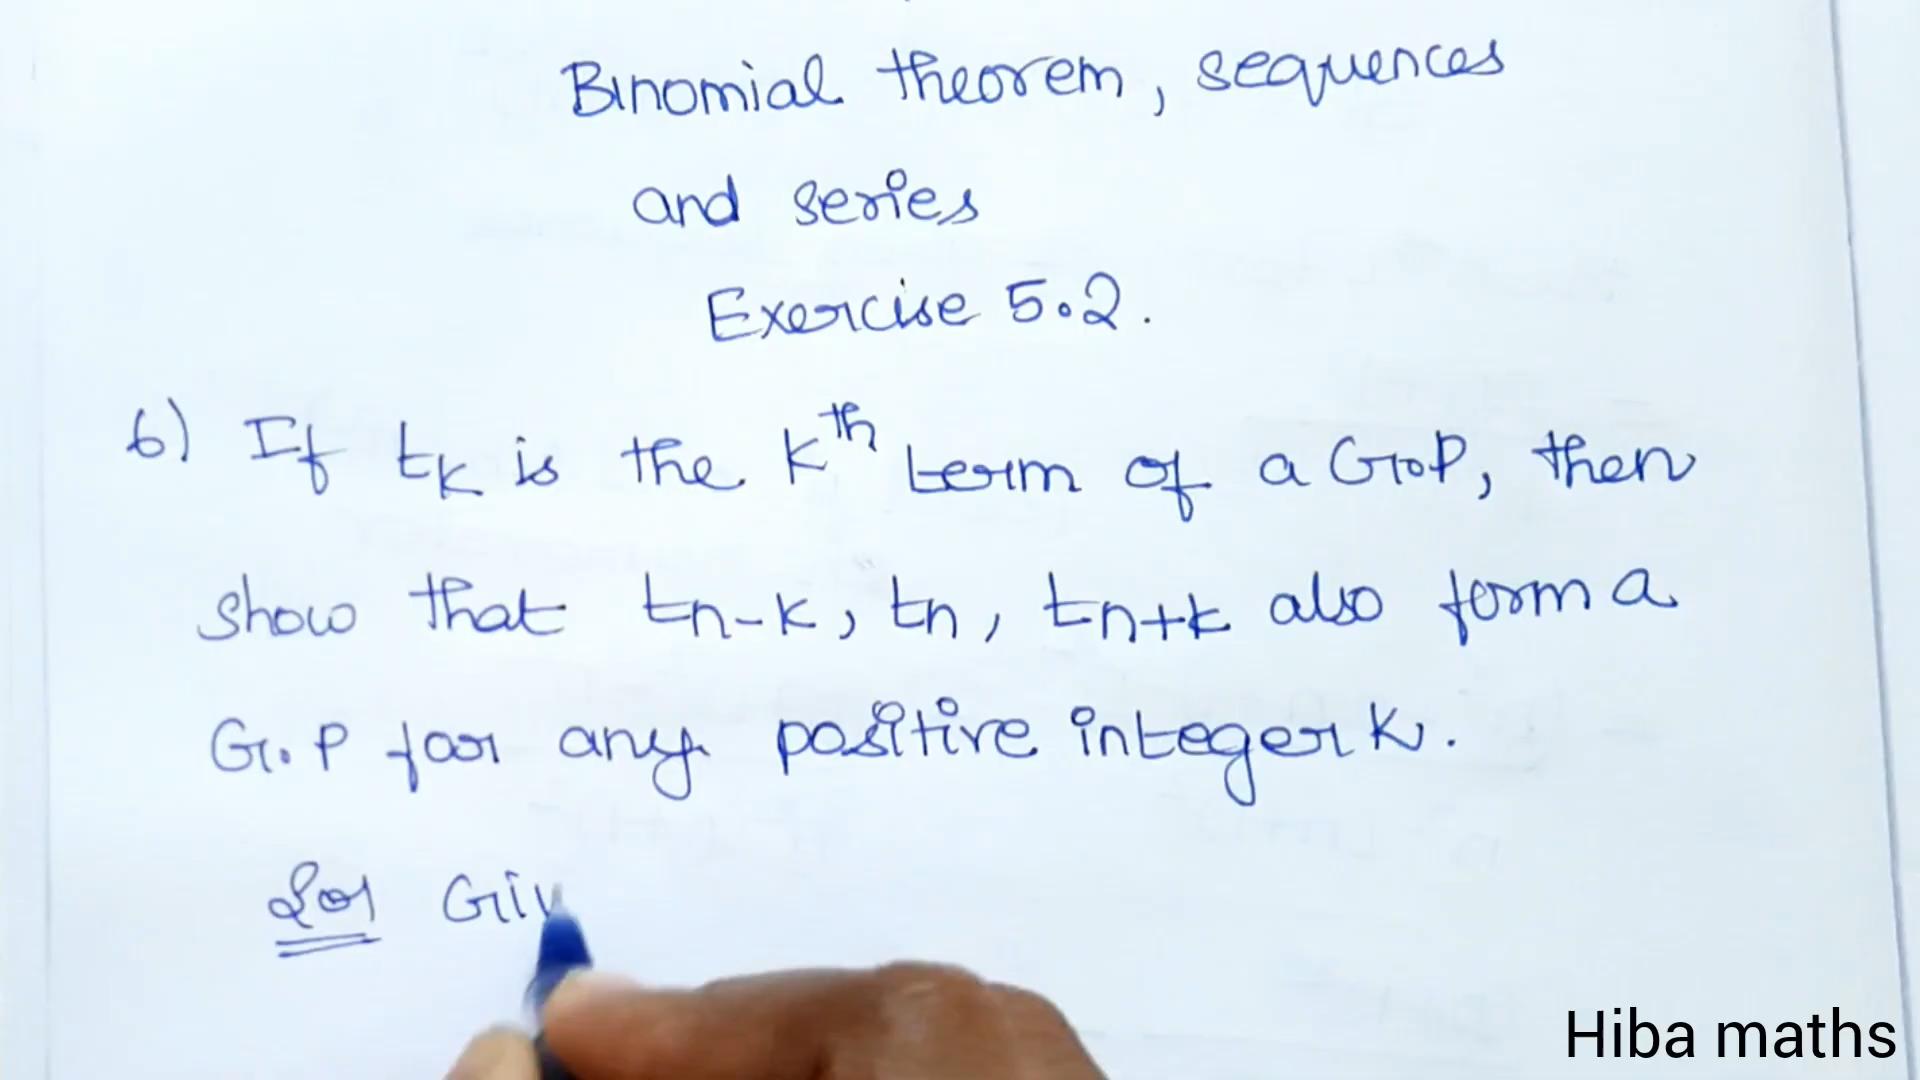 Binomial theorem, sequences
and series
Exercise 5.2.
6) If tk is the kth term of a G.P, then
show that tn-k, tn, tn+k also form a
G.P for any positive integer k.
Sol Giv
Hiba maths